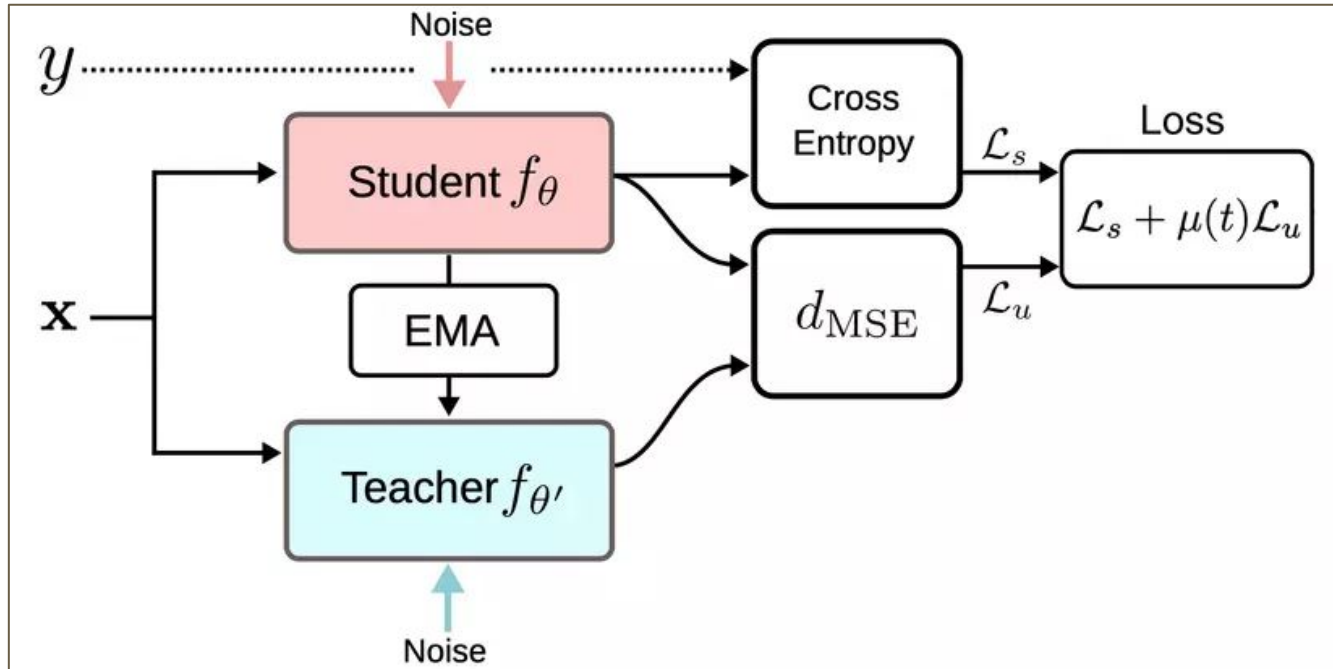 Noise
y
Cross
Entropy
Loss
Student f_θ
ℒ_s
ℒ_s + μ(t)ℒ_u
x
EMA
d_MSE
ℒ_u
Teacher f_θ′
Noise